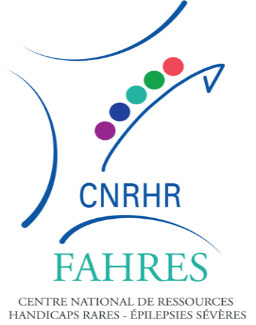 CNRHR
FAHRES
CENTRE NATIONAL DE RESSOURCES
HANDICAPS RARES - ÉPILEPSIES SÉVÈRES